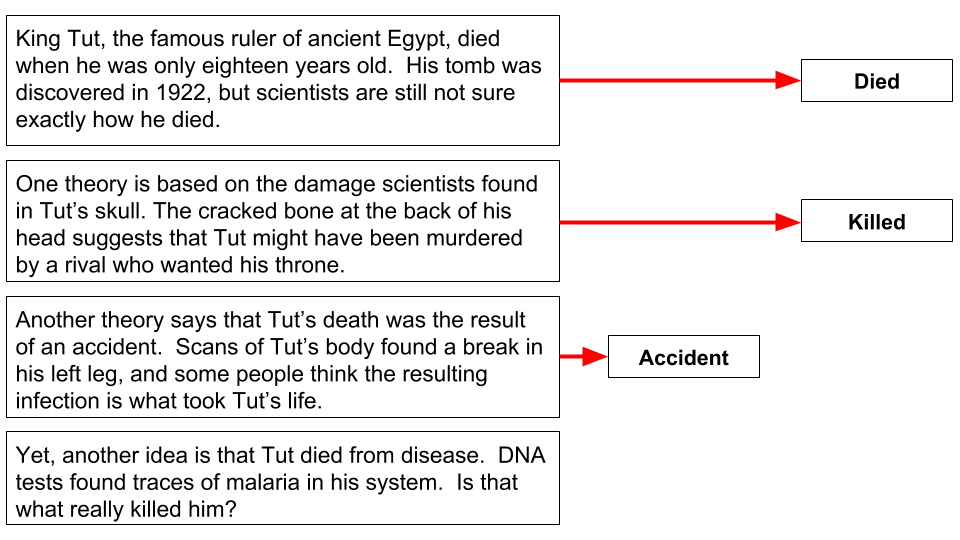 King Tut, the famous ruler of ancient Egypt, died
when he was only eighteen years old.  His tomb was
discovered in 1922, but scientists are still not sure
exactly how he died.
Died
One theory is based on the damage scientists found
in Tut's skull. The cracked bone at the back of his
head suggests that Tut might have been murdered
by a rival who wanted his throne.
Killed
Another theory says that Tut's death was the result
of an accident.  Scans of Tut's body found a break in
his left leg, and some people think the resulting
infection is what took Tut's life.
Accident
Yet, another idea is that Tut died from disease.  DNA
tests found traces of malaria in his system.  Is that
what really killed him?